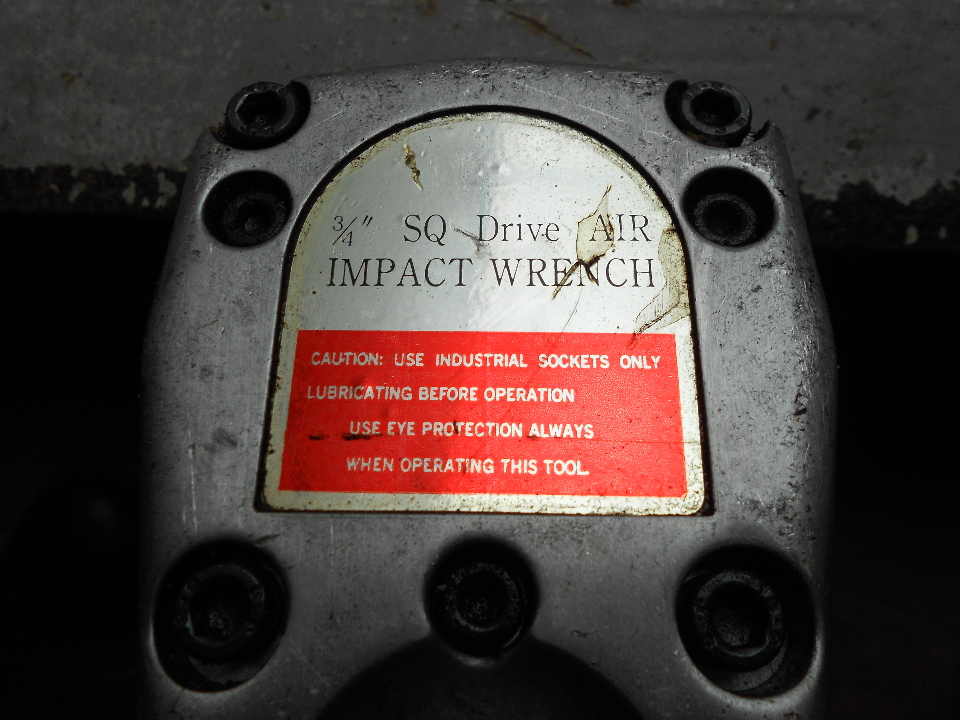 3/4" SQ Drive AIR
IMPACT WRENCH
CAUTION: USE INDUSTRIAL SOCKETS ONLY
LUBRICATING BEFORE OPERATION
USE EYE PROTECTION ALWAYS
WHEN OPERATING THIS TOOL.